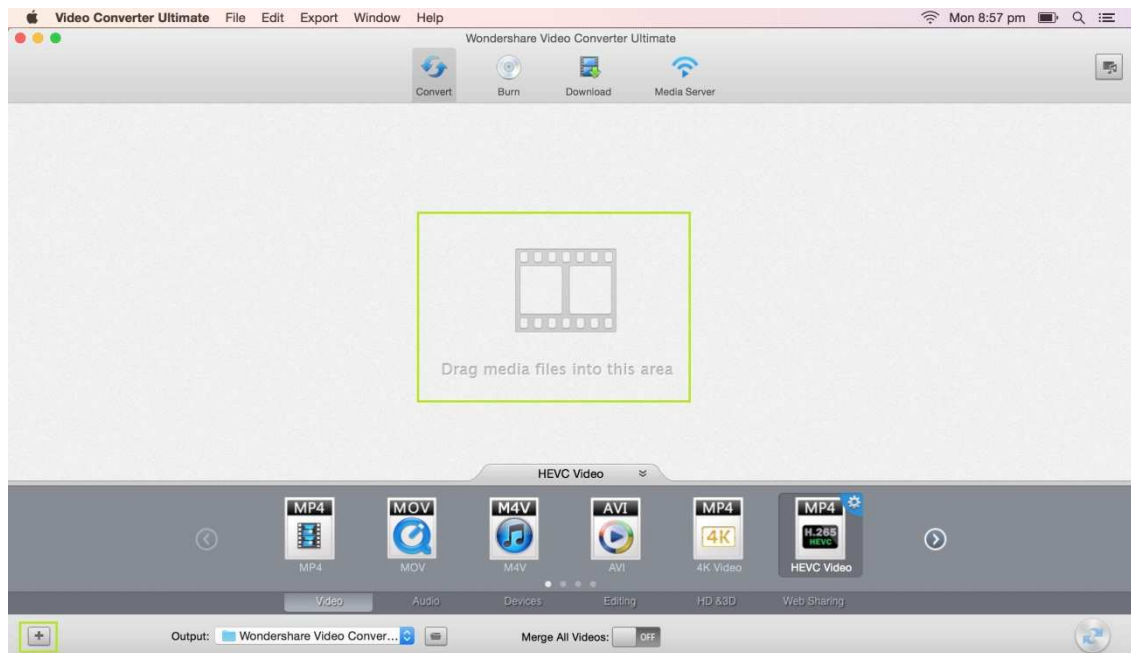 Video Converter Ultimate File Edit Export Window Help Mon 8:57 pm
Wondershare Video Converter Ultimate
Convert Burn Download Media Server
Drag media files into this area
HEVC Video
MP4 MOV M4V AVI MP4 MP4
4K H.265
HEVC
MP4 MOV M4V AVI 4K Video HEVC Video
Video Audio Devices Editing HD &3D Web Sharing
Output: Wondershare Video Conver... Merge All Videos: OFF